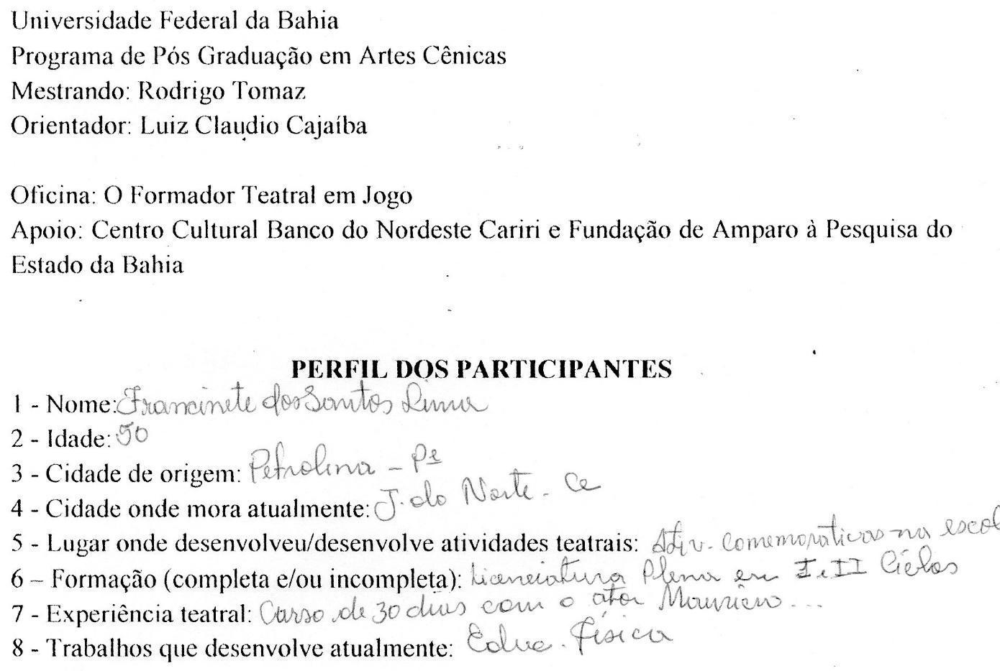 Universidade Federal da Bahia
Programa de Pós Graduação em Artes Cênicas
Mestrando: Rodrigo Tomaz
Orientador: Luiz Claudio Cajaíba
Oficina: O Formador Teatral em Jogo
Apoio: Centro Cultural Banco do Nordeste Cariri e Fundação de Amparo à Pesquisa do
Estado da Bahia
PERFIL DOS PARTICIPANTES
1 - Nome: Francinete dos Santos Lima
2 - Idade: 50
3 - Cidade de origem: Petrolina - Pe
4 - Cidade onde mora atualmente: J. do Norte - Ce
5 - Lugar onde desenvolveu/desenvolve atividades teatrais: Ativ. comemorativas na escol
6 – Formação (completa e/ou incompleta): Licenciatura Plena em I e II Ciclos
7 - Experiência teatral: Curso de 30 dias com o ator Maurício ...
8 - Trabalhos que desenvolve atualmente: Educ. Física